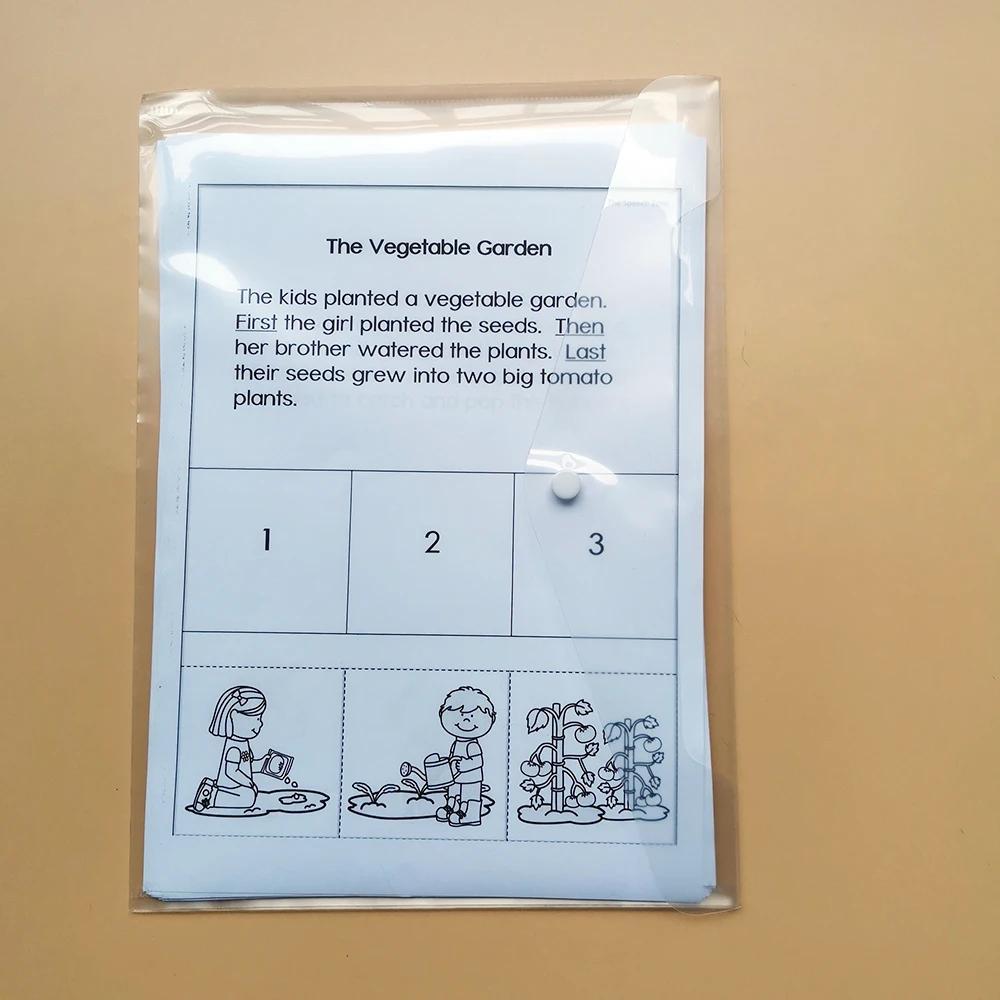 The Vegetable Garden
The kids planted a vegetable garden.
First the girl planted the seeds. Then
her brother watered the plants. Last
their seeds grew into two big tomato
plants.
1 2 3